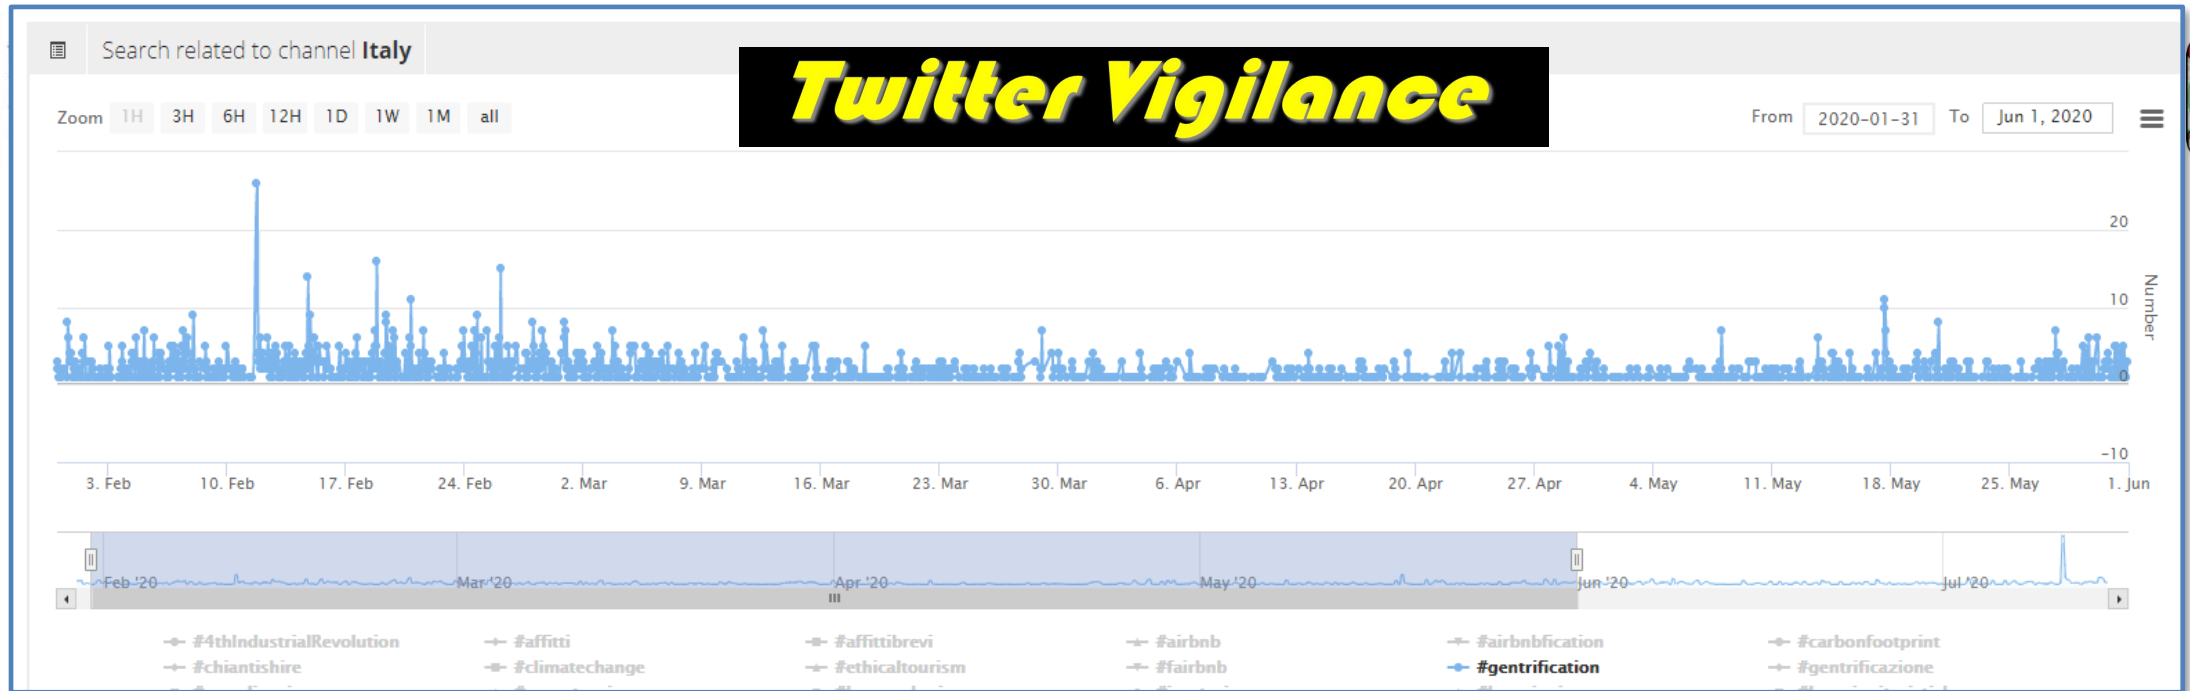 Search related to channel Italy
Twitter Vigilance
Zoom 1H 3H 6H 12H 1D 1W 1M all
From 2020-01-31 To Jun 1, 2020
20
10
0
-10
Number
3. Feb 10. Feb 17. Feb 24. Feb 2. Mar 9. Mar 16. Mar 23. Mar 30. Mar 6. Apr 13. Apr 20. Apr 27. Apr 4. May 11. May 18. May 25. May 1. Jun
Feb '20 Mar '20 Apr '20 May '20 Jun '20 Jul '20
#4thIndustrialRevolution #affitti #affittibrevi #airbnb #airbnbfication #carbonfootprint
#chiantishire #climatechange #ethicaltourism #fairbnb #gentrification #gentrificazione